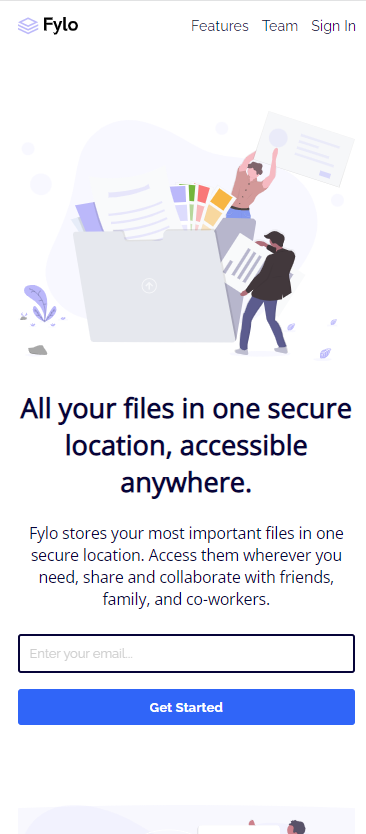 Fylo
Features Team Sign In
All your files in one secure
location, accessible
anywhere.
Fylo stores your most important files in one
secure location. Access them wherever you
need, share and collaborate with friends,
family, and co-workers.
Enter your email...
Get Started